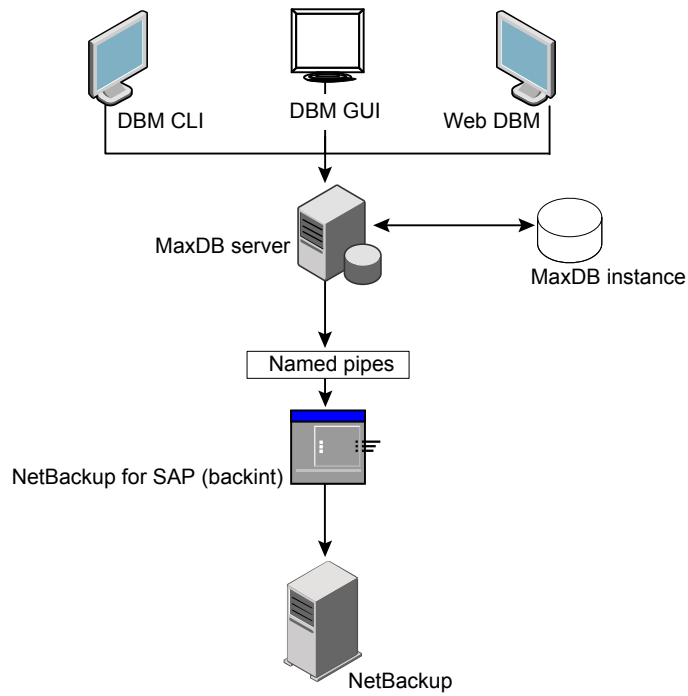 DBM CLI
DBM GUI
Web DBM
MaxDB server
MaxDB instance
Named pipes
NetBackup for SAP (backint)
NetBackup